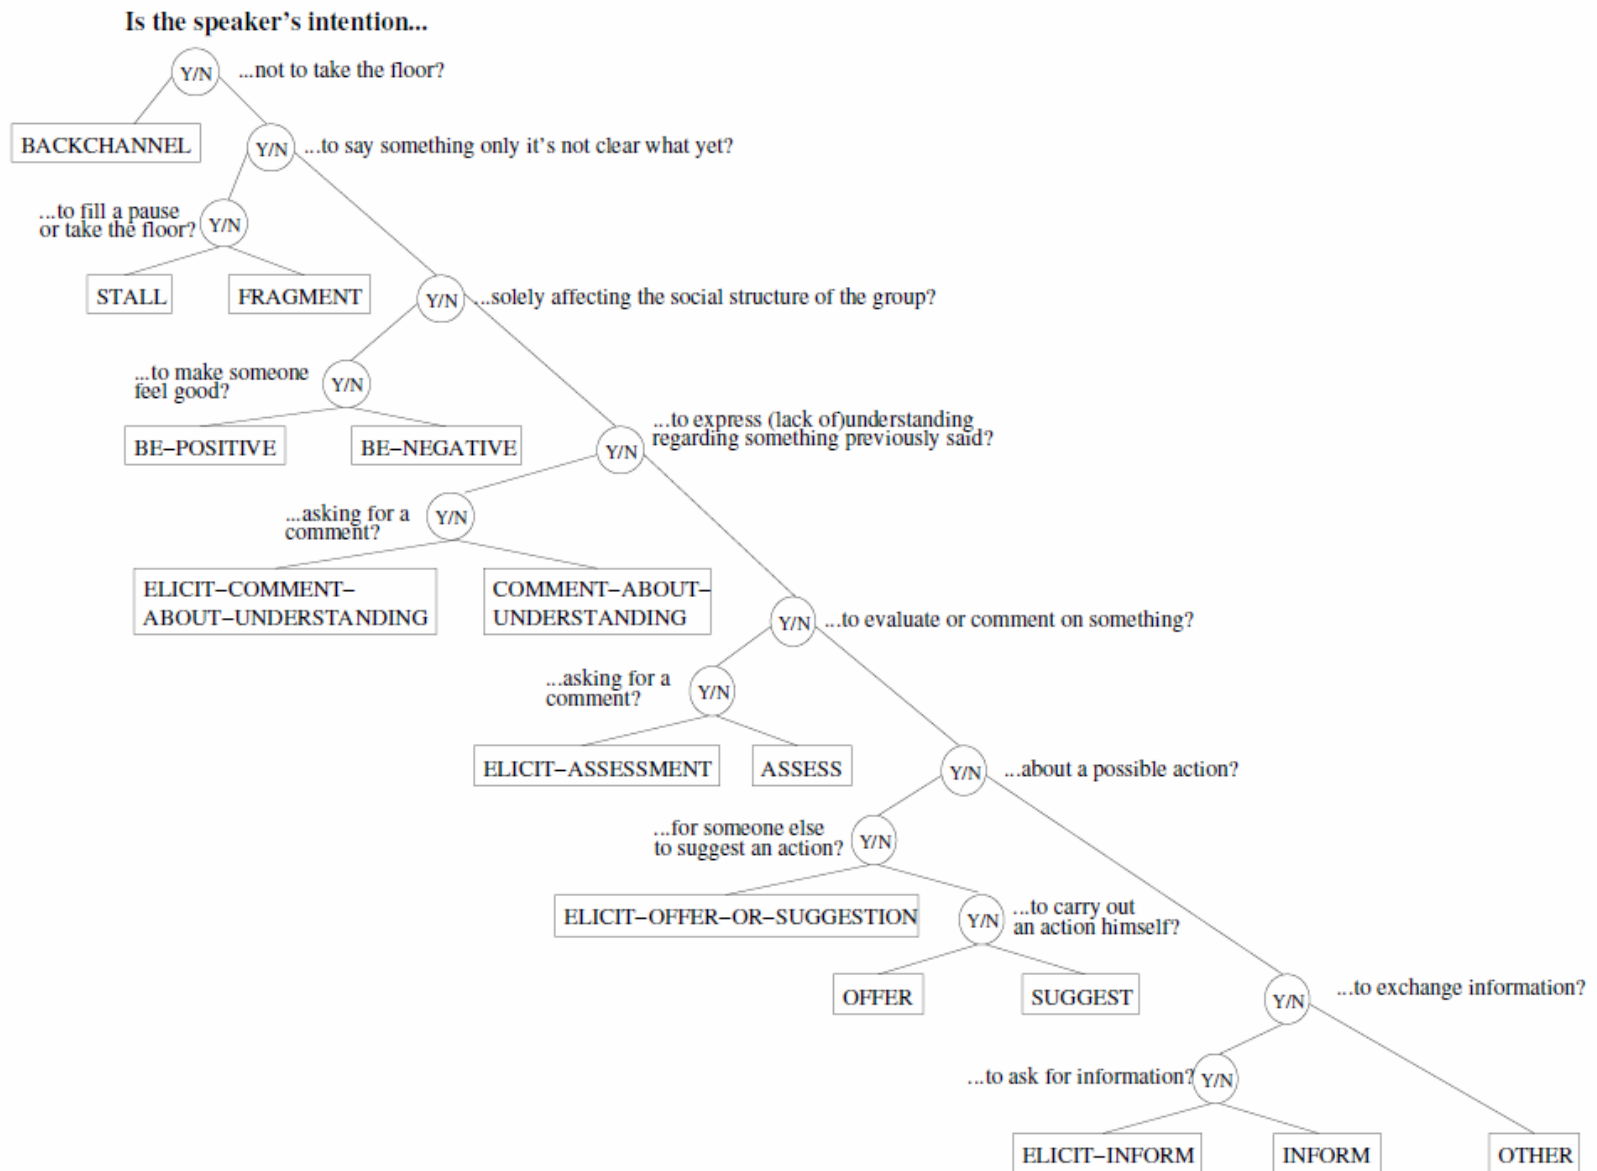 Is the speaker's intention...
Y/N
...not to take the floor?
BACKCHANNEL
Y/N
...to say something only it's not clear what yet?
...to fill a pause
or take the floor?
Y/N
STALL
FRAGMENT
Y/N
...solely affecting the social structure of the group?
...to make someone
feel good?
Y/N
BE–POSITIVE
BE–NEGATIVE
Y/N
...to express (lack of)understanding
regarding something previously said?
...asking for a
comment?
Y/N
ELICIT–COMMENT–
ABOUT–UNDERSTANDING
COMMENT–ABOUT–
UNDERSTANDING
Y/N
...to evaluate or comment on something?
...asking for a
comment?
Y/N
ELICIT–ASSESSMENT
ASSESS
Y/N
...about a possible action?
...for someone else
to suggest an action?
Y/N
ELICIT–OFFER–OR–SUGGESTION
Y/N
...to carry out
an action himself?
OFFER
SUGGEST
Y/N
...to exchange information?
...to ask for information?
Y/N
ELICIT–INFORM
INFORM
OTHER